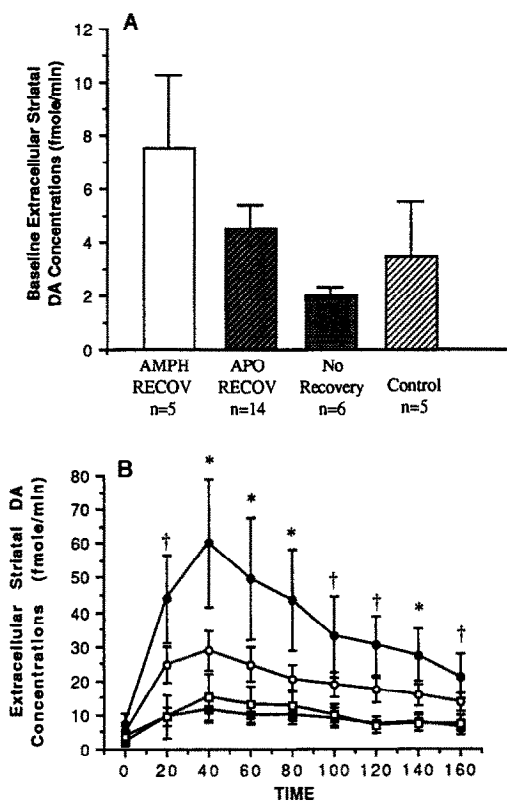 A
Baseline Extracellular Striatal
DA Concentrations (fmole/min)
12
10
8
6
4
2
0
AMPH
RECOV
n=5
APO
RECOV
n=14
No
Recovery
n=6
Control
n=5
B
Extracellular Striatal DA
Concentrations (fmole/min)
80
70
60
50
40
30
20
10
0
†
*
*
*
†
†
*
†
0 20 40 60 80 100 120 140 160
TIME